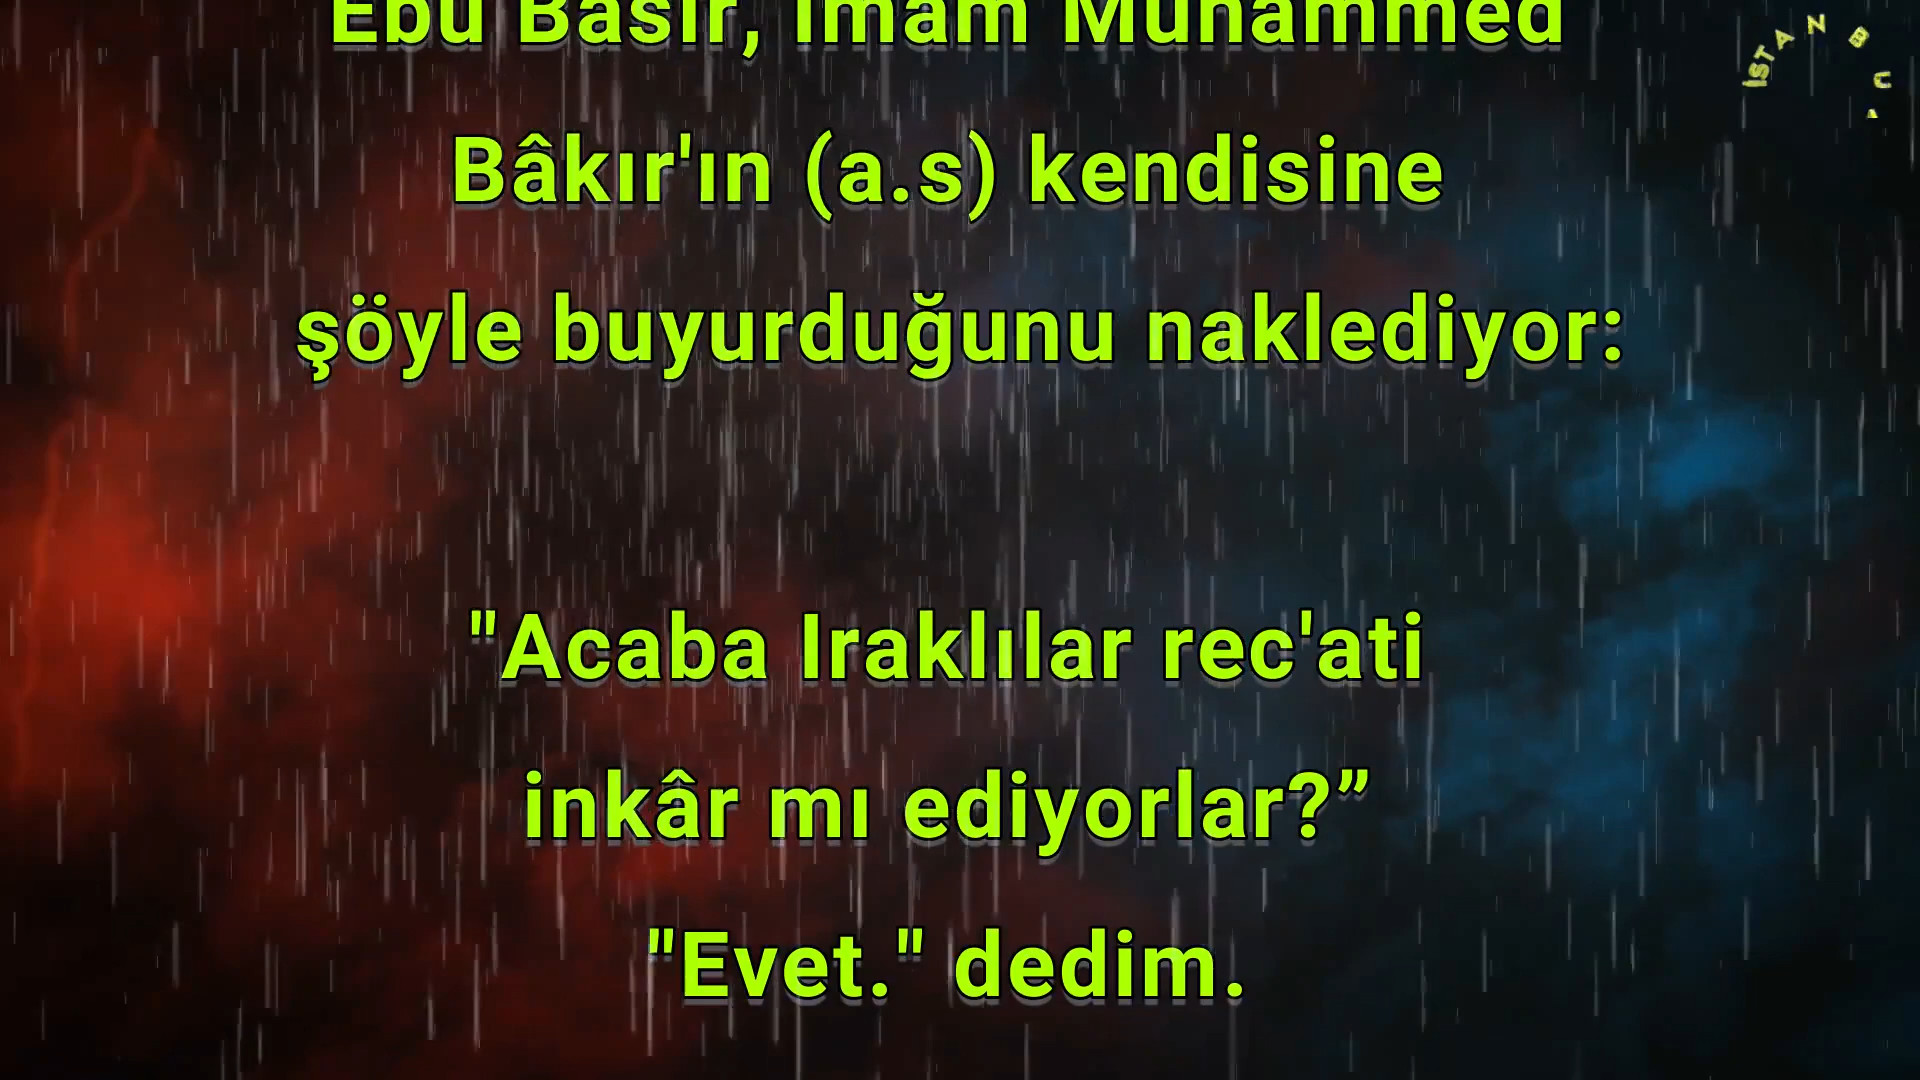 Ebu Basir, İmam Muhammed
Bâkır'ın (a.s) kendisine
şöyle buyurduğunu naklediyor:
"Acaba Iraklılar rec'ati
inkâr mı ediyorlar?”
"Evet." dedim.
İSTANBUL